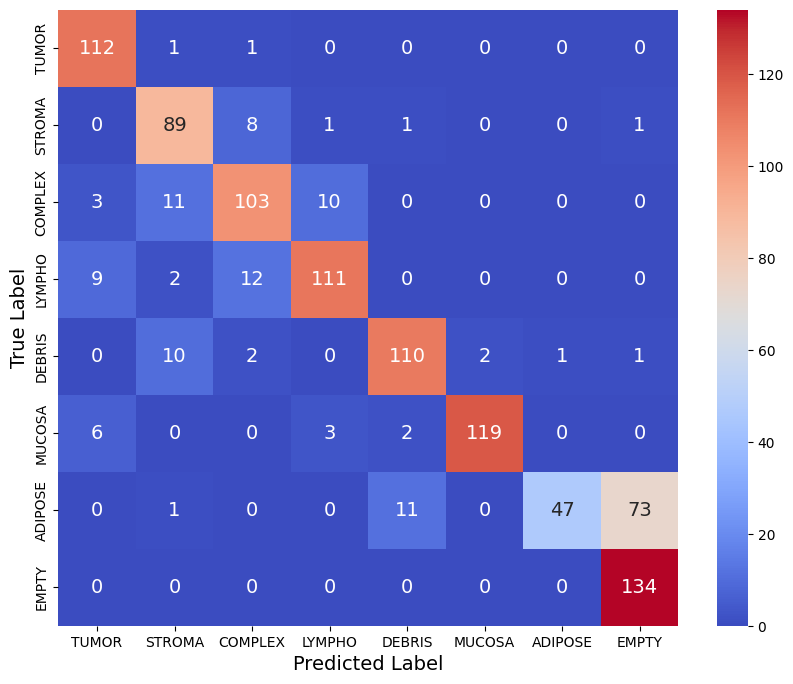 TUMOR 112 1 1 0 0 0 0 0
STROMA 0 89 8 1 1 0 0 1
COMPLEX 3 11 103 10 0 0 0 0
LYMPHO 9 2 12 111 0 0 0 0
DEBRIS 0 10 2 0 110 2 1 1
MUCOSA 6 0 0 3 2 119 0 0
ADIPOSE 0 1 0 0 11 0 47 73
EMPTY 0 0 0 0 0 0 0 134
TUMOR STROMA COMPLEX LYMPHO DEBRIS MUCOSA ADIPOSE EMPTY
Predicted Label
True Label
120
100
80
60
40
20
0